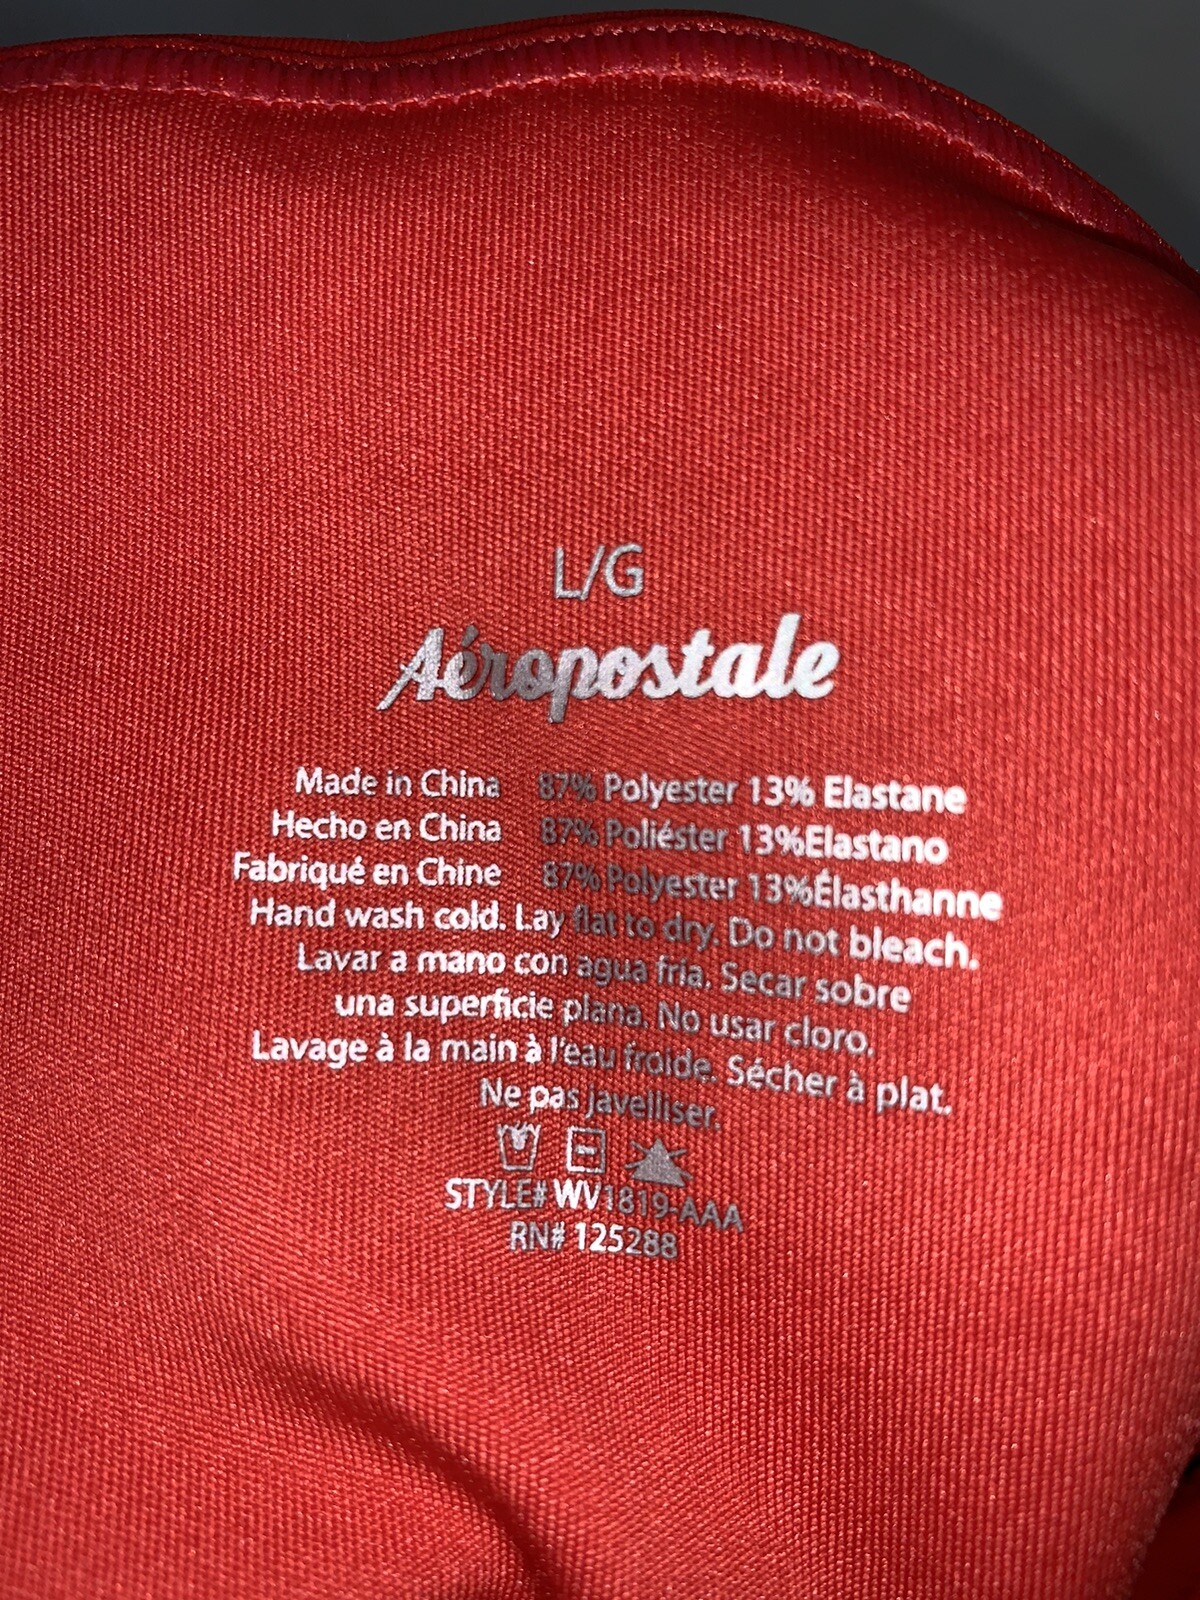 L/G
Aéropostale
Made in China 87% Polyester 13% Elastane
Hecho en China 87% Poliéster 13%Elastano
Fabriqué en Chine 87% Polyester 13%Élasthanne
Hand wash cold. Lay flat to dry. Do not bleach.
Lavar a mano con agua fría. Secar sobre
una superficie plana. No usar cloro.
Lavage à la main à l'eau froide. Sécher à plat.
Ne pas javelliser.
STYLE# WV1819-AAA
RN# 125288